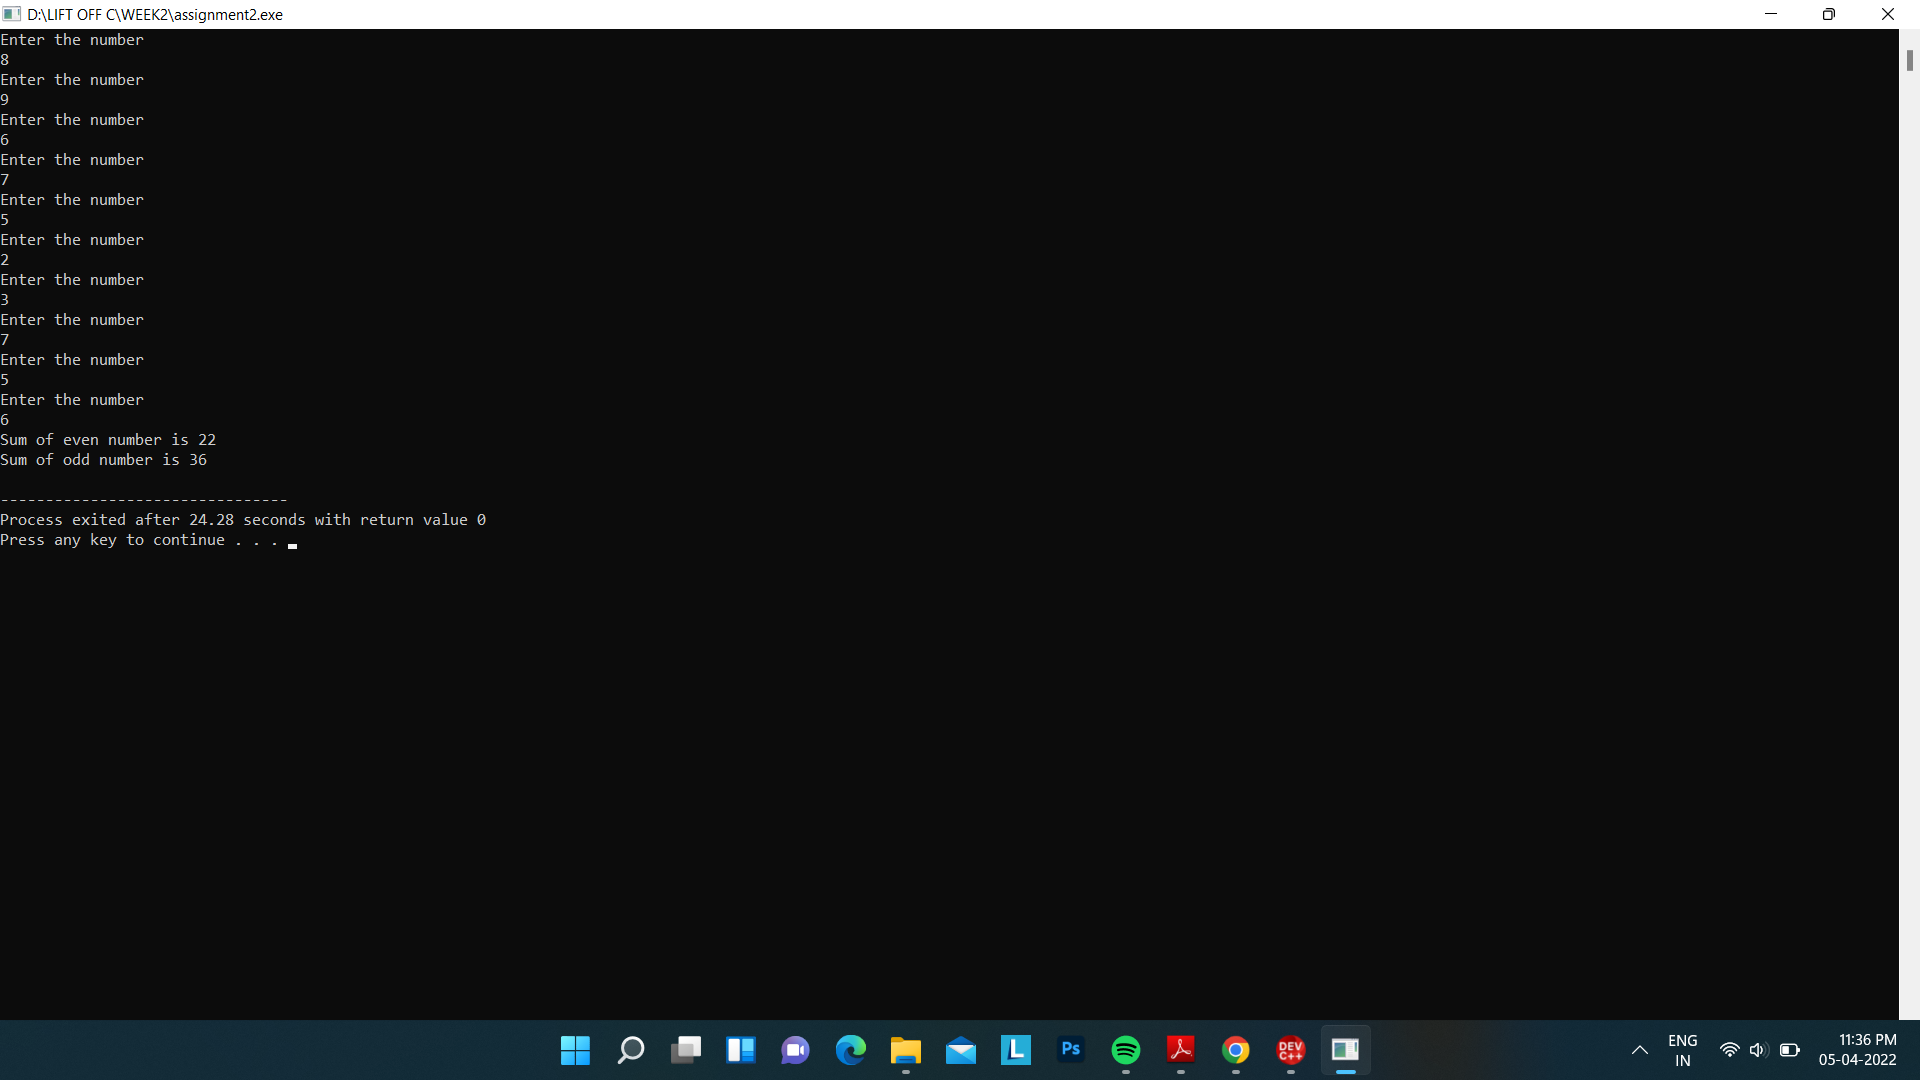 D:\LIFT OFF C\WEEK2\assignment2.exe
Enter the number
8
Enter the number
9
Enter the number
6
Enter the number
7
Enter the number
5
Enter the number
2
Enter the number
3
Enter the number
7
Enter the number
5
Enter the number
6
Sum of even number is 22
Sum of odd number is 36
--------------------------------
Process exited after 24.28 seconds with return value 0
Press any key to continue . . .
L
Ps
DEV
C++
ENG
IN
11:36 PM
05-04-2022